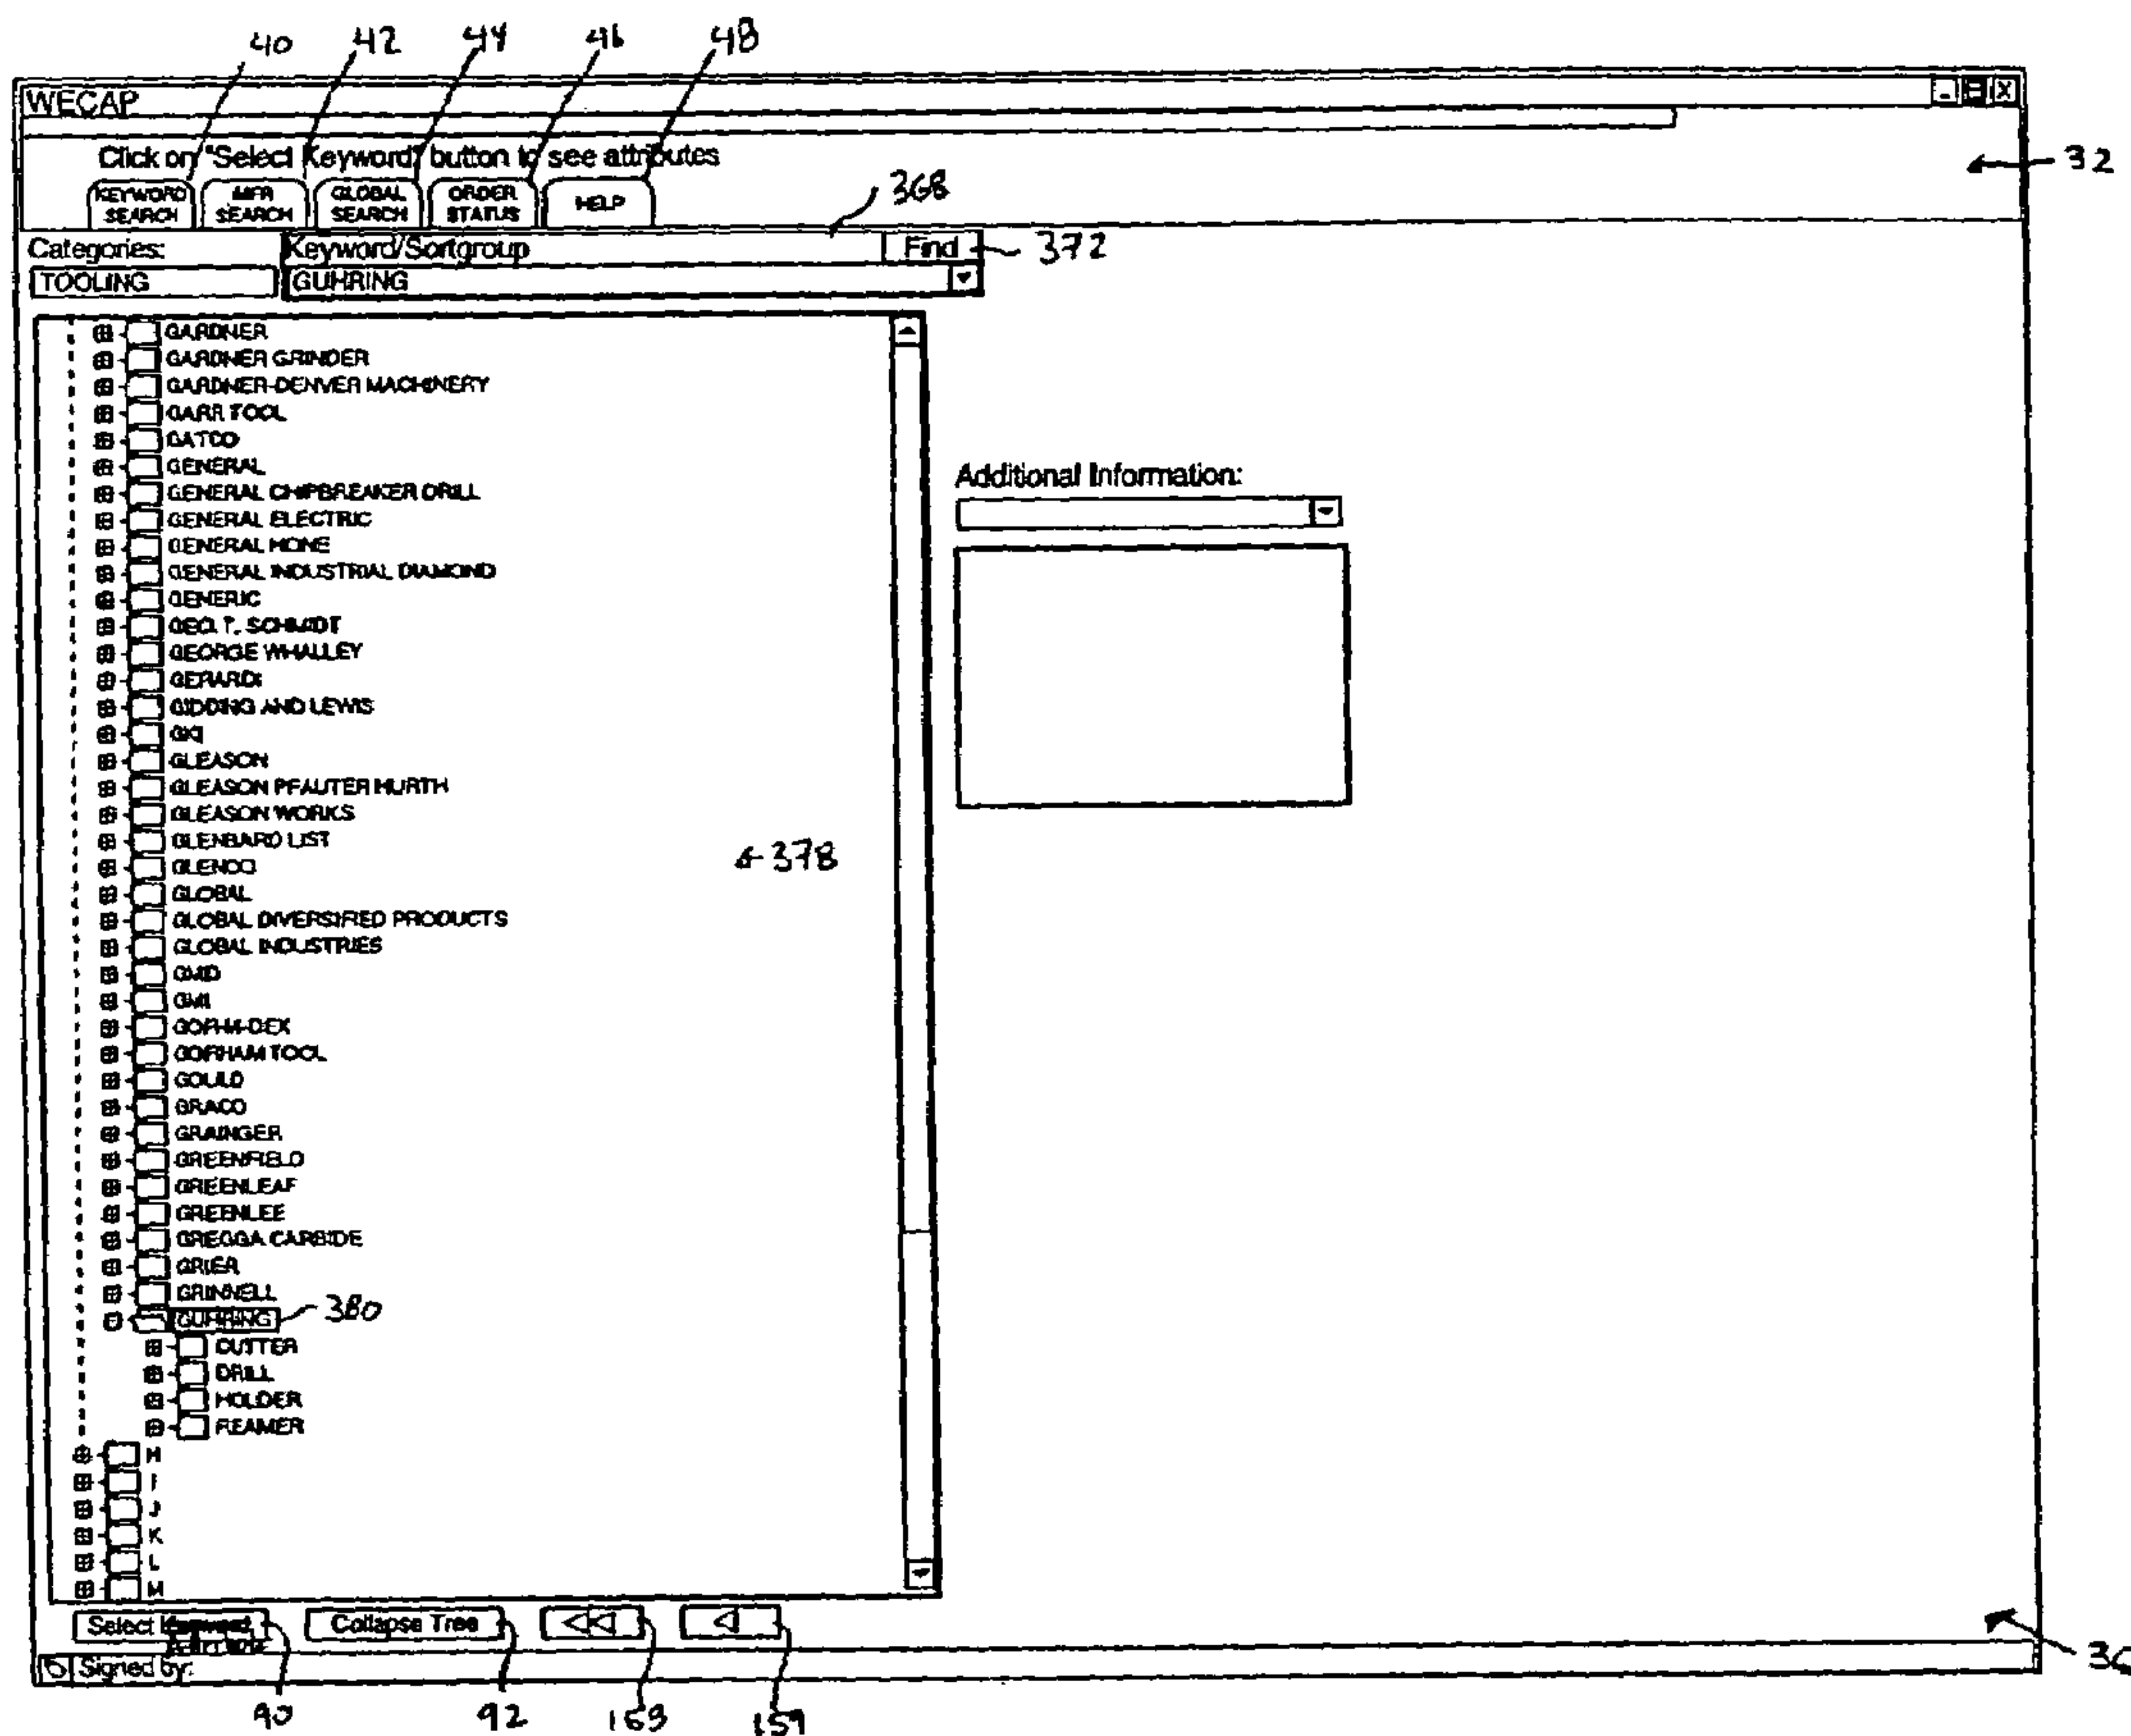 40 42 44 46 48
WECAP
Click on "Select Keyword" button to see attributes
32
KEYWORD SEARCH
MFR SEARCH
GLOBAL SEARCH
ORDER STATUS
HELP
368
Categories:
Keyword/Sortgroup
Find
372
TOOLING
GUHRING
GARDNER
GARDNER GRINDER
GARDNER-DENVER MACHINERY
GARR TOOL
GATCO
GENERAL
GENERAL CHIPBREAKER DRILL
GENERAL ELECTRIC
GENERAL HONE
GENERAL INDUSTRIAL DIAMOND
GENERIC
GEO. T. SCHMIDT
GEORGE WHALLEY
GERARDI
GIDDING AND LEWIS
GLEASON
GLEASON PFAUTER HURTH
GLEASON WORKS
GLENBARD LIST
GLENCO
GLOBAL
GLOBAL DIVERSIFIED PRODUCTS
GLOBAL INDUSTRIES
GMD
GMI
GORHAM TOOL
GOULD
GRACO
GRAINGER
GREENFIELD
GREENLEAF
GREENLEE
GREGGA CARBIDE
GRIER
GRINNELL
GUHRING
380
CUTTER
DRILL
HOLDER
REAMER
H
I
J
K
L
M
Additional Information:
378
Select Keyword
Collapse Tree
Signed by:
90 92